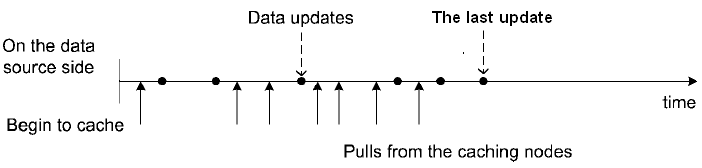 Data updates
The last update
On the data
source side
time
Begin to cache
Pulls from the caching nodes